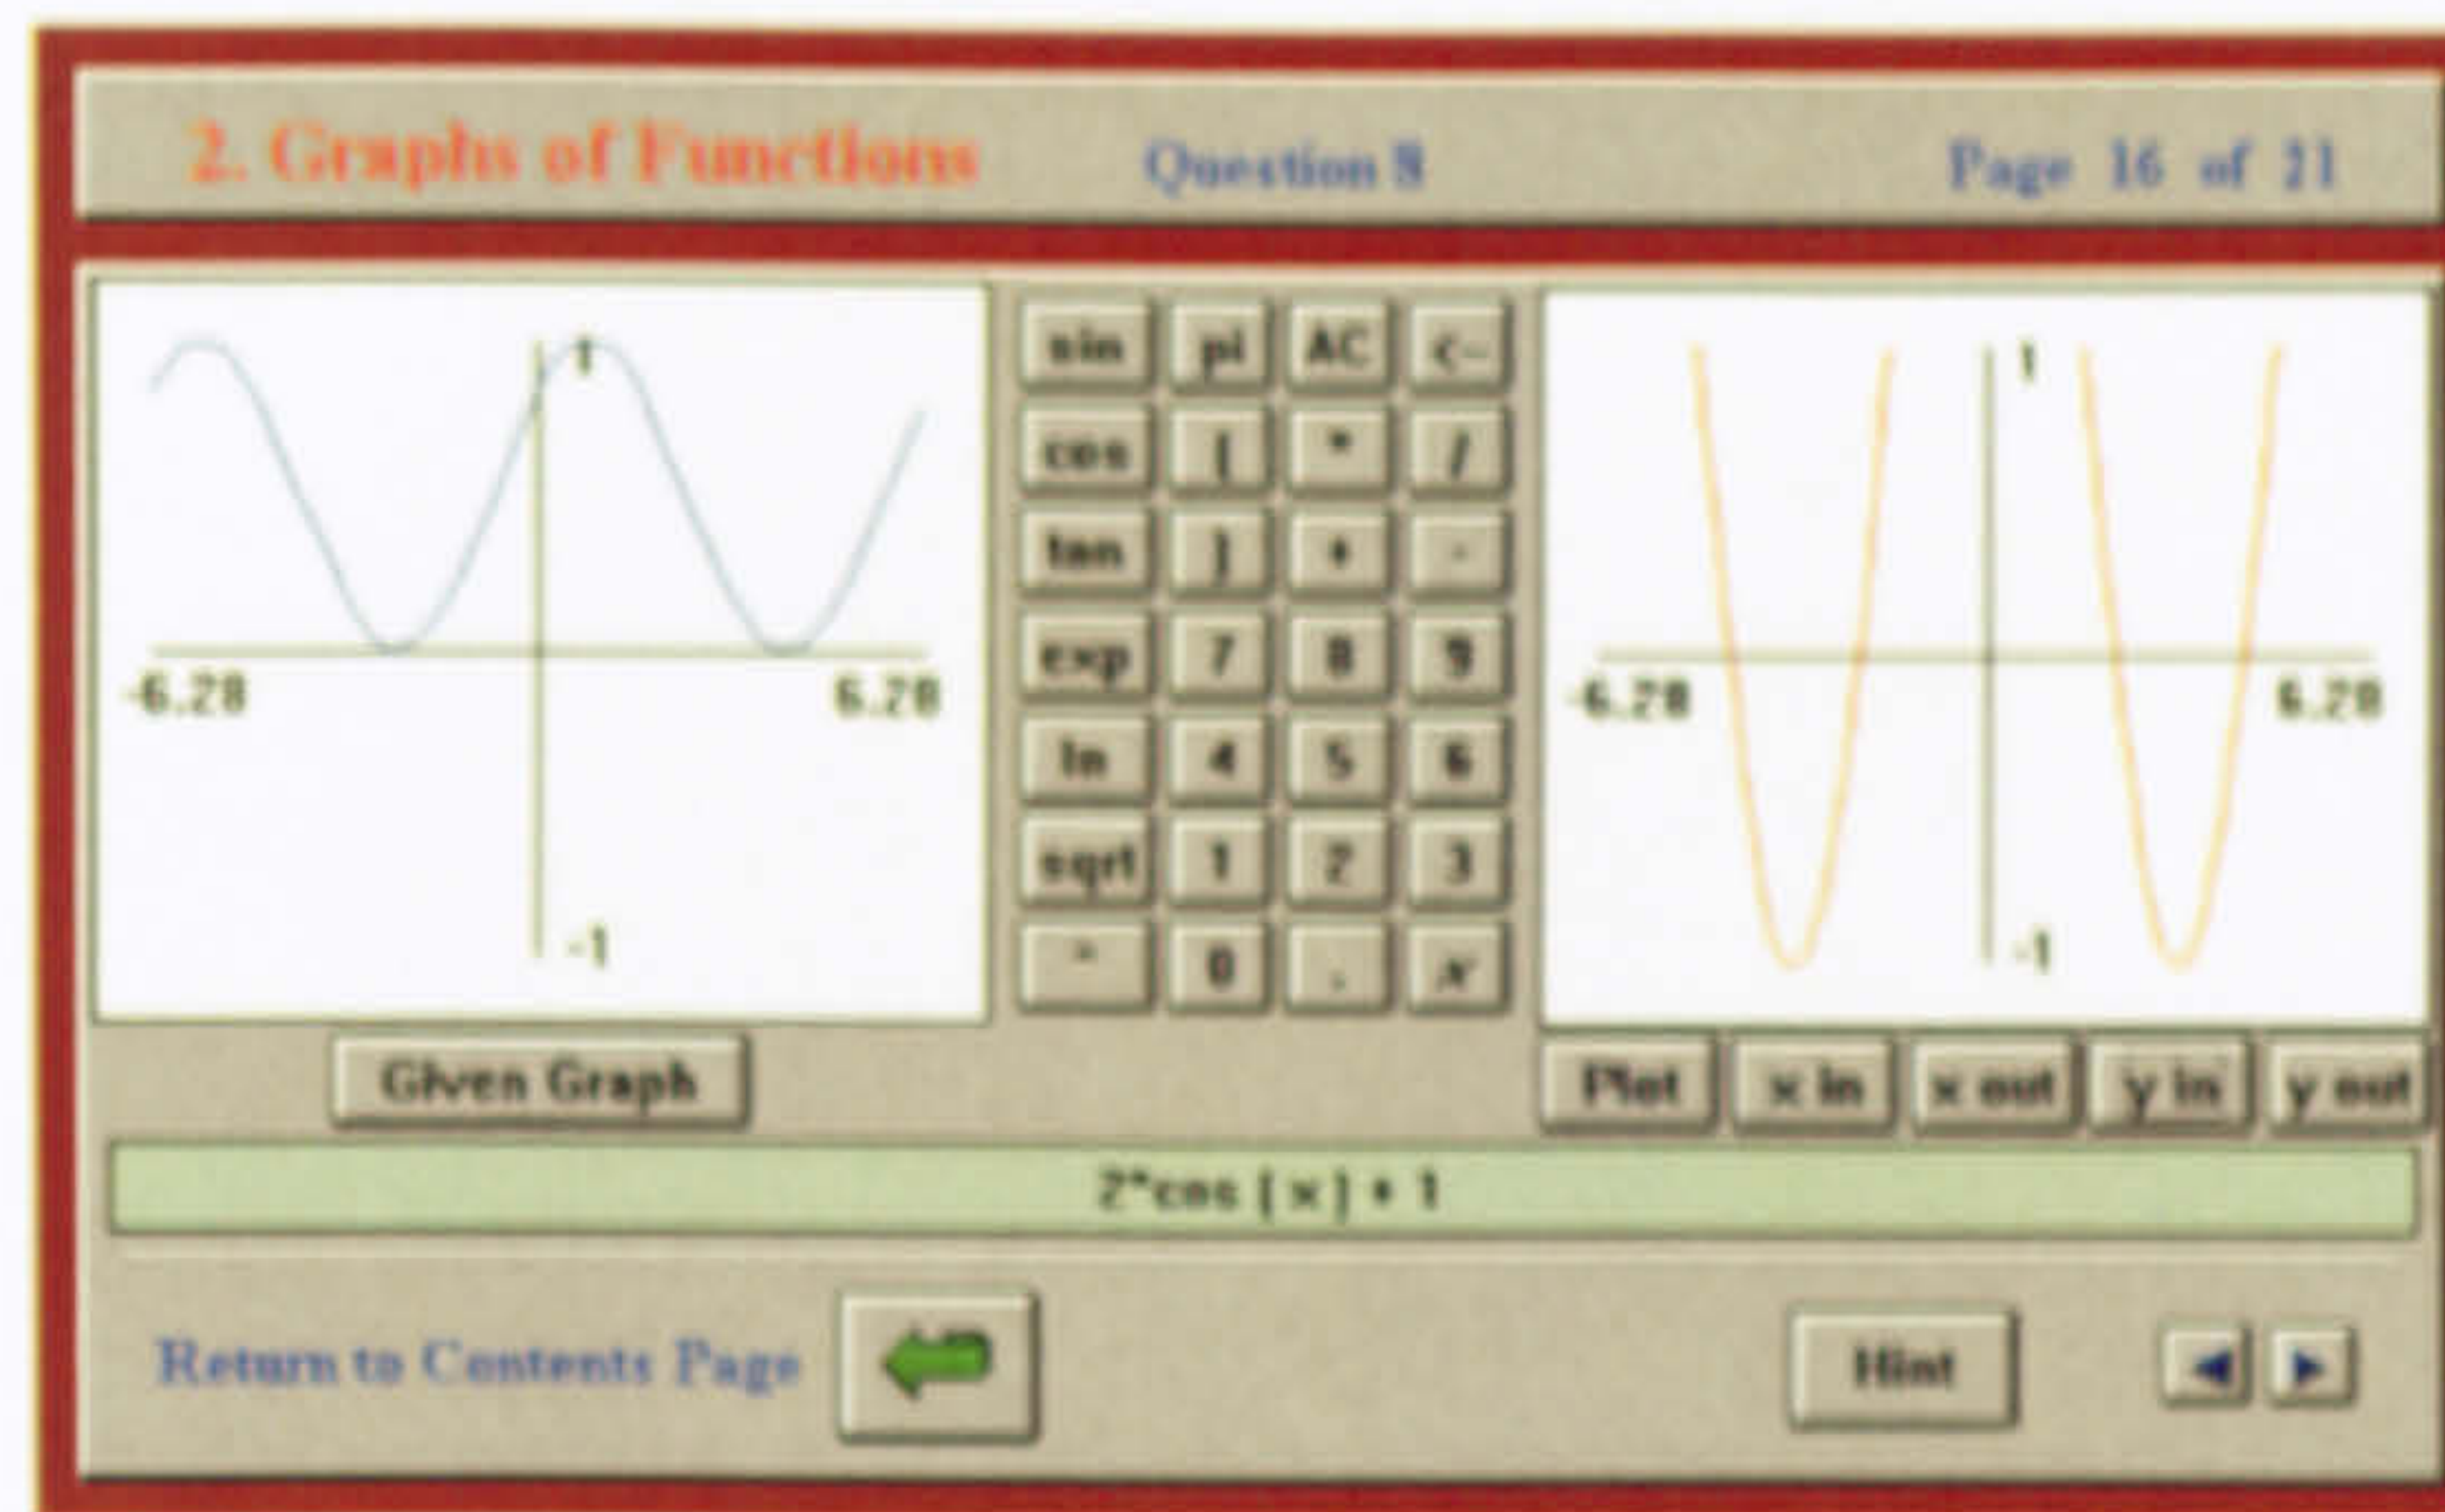 2. Graphs of Functions Question 8 Page 16 of 21
1
-6.28 6.28
-1
sin pi AC <-
cos ( * /
tan ) + -
exp 7 8 9
ln 4 5 6
sqrt 1 2 3
^ 0 . x
1
-6.28 6.28
-1
Given Graph
Plot x in x out y in y out
2*cos ( x ) + 1
Return to Contents Page Hint